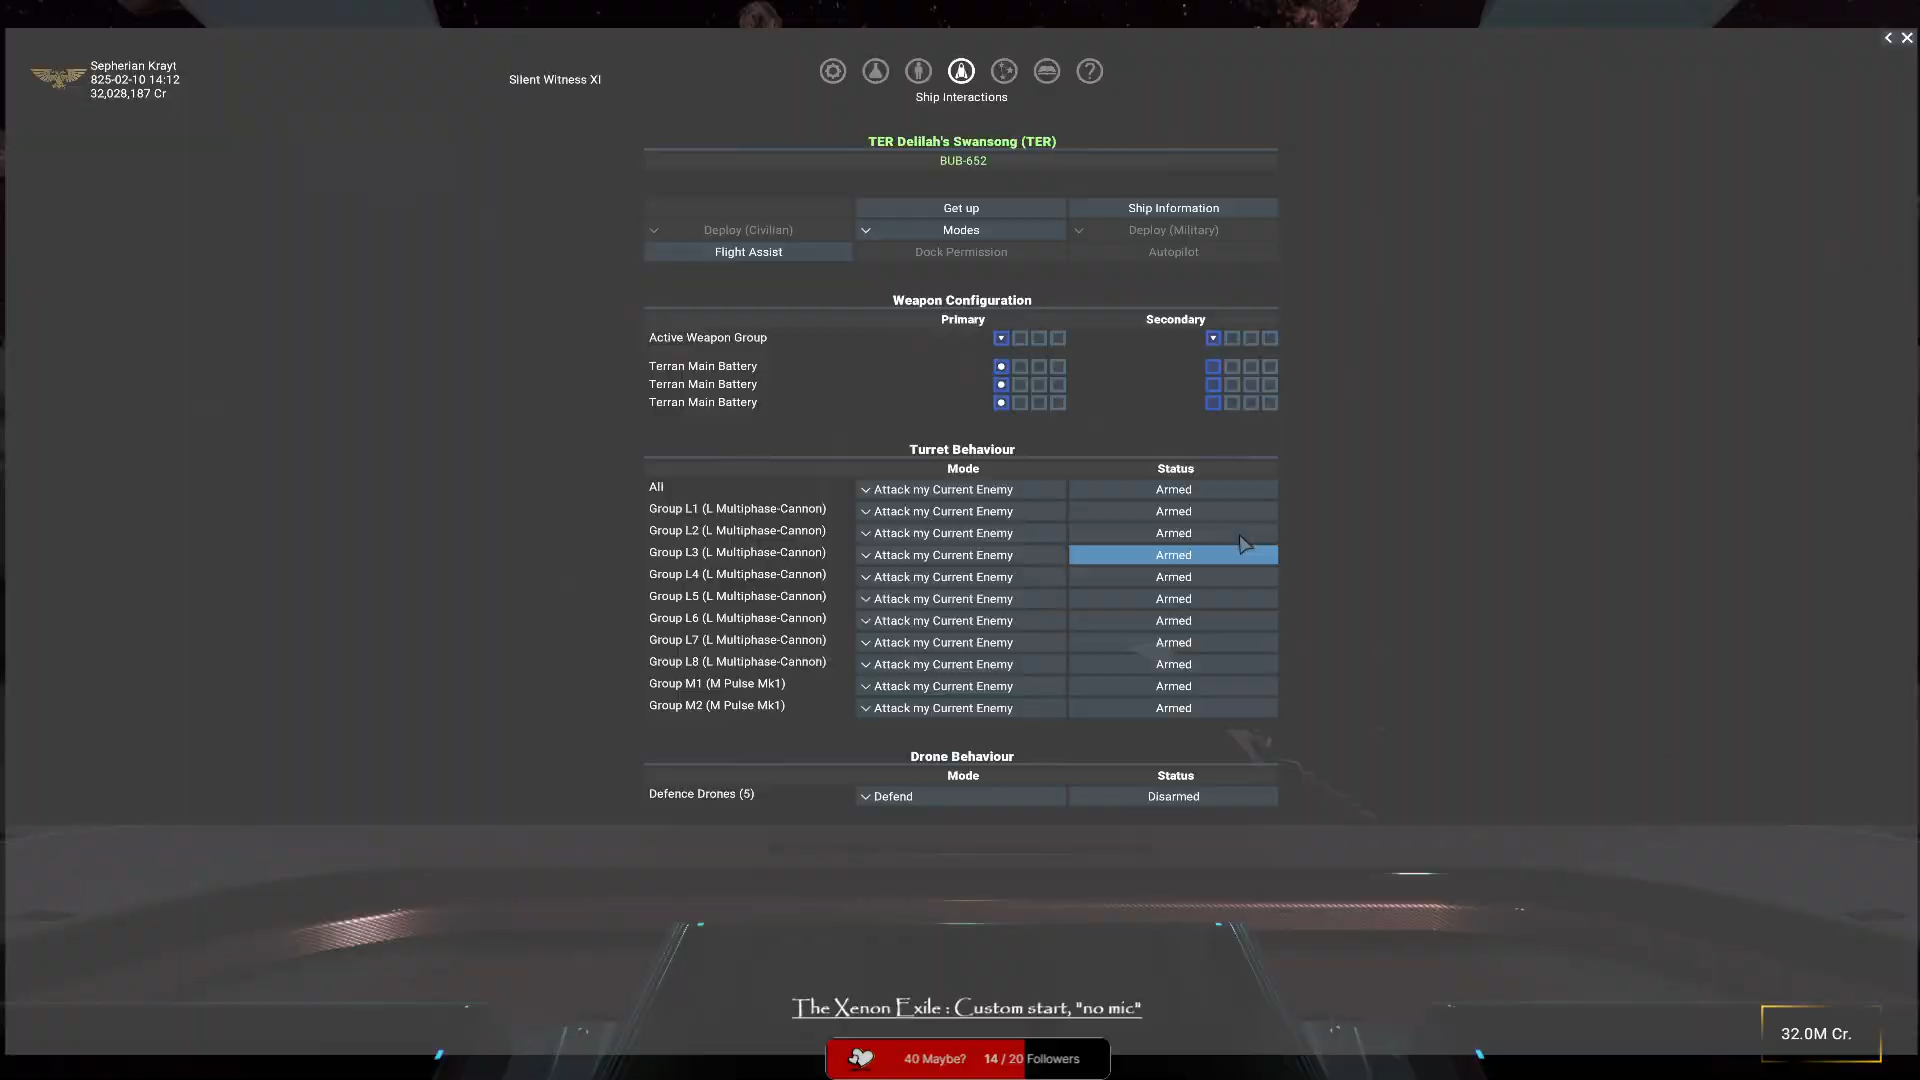 Sepherian Krayt
825-02-10 14:12
32,028,187 Cr
Silent Witness XI
Ship Interactions
TER Delilah's Swansong (TER)
BUB-652
Get up
Ship Information
Deploy (Civilian)
Modes
Deploy (Military)
Flight Assist
Dock Permission
Autopilot
Weapon Configuration
Primary
Secondary
Active Weapon Group
Terran Main Battery
Terran Main Battery
Terran Main Battery
Turret Behaviour
Mode
Status
All
Attack my Current Enemy
Armed
Group L1 (L Multiphase-Cannon)
Attack my Current Enemy
Armed
Group L2 (L Multiphase-Cannon)
Attack my Current Enemy
Armed
Group L3 (L Multiphase-Cannon)
Attack my Current Enemy
Armed
Group L4 (L Multiphase-Cannon)
Attack my Current Enemy
Armed
Group L5 (L Multiphase-Cannon)
Attack my Current Enemy
Armed
Group L6 (L Multiphase-Cannon)
Attack my Current Enemy
Armed
Group L7 (L Multiphase-Cannon)
Attack my Current Enemy
Armed
Group L8 (L Multiphase-Cannon)
Attack my Current Enemy
Armed
Group M1 (M Pulse Mk1)
Attack my Current Enemy
Armed
Group M2 (M Pulse Mk1)
Attack my Current Enemy
Armed
Drone Behaviour
Mode
Status
Defence Drones (5)
Defend
Disarmed
The Xenon Exile : Custom start, "no mic"
32.0M Cr.
40 Maybe? 14 / 20 Followers